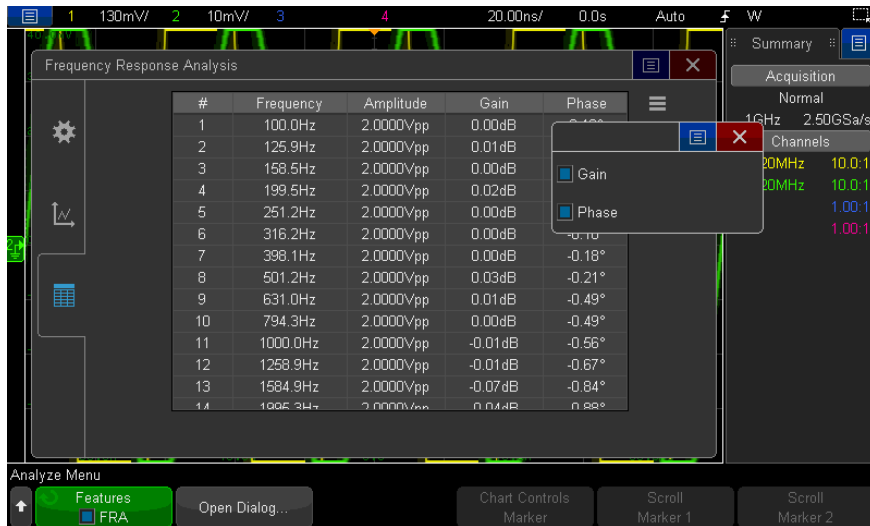 1 130mV/ 2 10mV/ 3 4 20.00ns/ 0.0s Auto W
Summary
Frequency Response Analysis
Acquisition
Normal
1GHz 2.50GSa/s
Channels
20MHz 10.0:1
20MHz 10.0:1
1.00:1
1.00:1
# Frequency Amplitude Gain Phase
1 100.0Hz 2.0000Vpp 0.00dB
2 125.9Hz 2.0000Vpp 0.01dB
3 158.5Hz 2.0000Vpp 0.00dB
4 199.5Hz 2.0000Vpp 0.02dB
5 251.2Hz 2.0000Vpp 0.00dB
6 316.2Hz 2.0000Vpp 0.00dB
7 398.1Hz 2.0000Vpp 0.00dB -0.18°
8 501.2Hz 2.0000Vpp 0.03dB -0.21°
9 631.0Hz 2.0000Vpp 0.01dB -0.49°
10 794.3Hz 2.0000Vpp 0.00dB -0.49°
11 1000.0Hz 2.0000Vpp -0.01dB -0.56°
12 1258.9Hz 2.0000Vpp -0.01dB -0.67°
13 1584.9Hz 2.0000Vpp -0.07dB -0.84°
14 1995.3Hz 2.0000Vpp
Gain
Phase
2
Analyze Menu
Features
FRA
Open Dialog...
Chart Controls
Marker
Scroll
Marker 1
Scroll
Marker 2